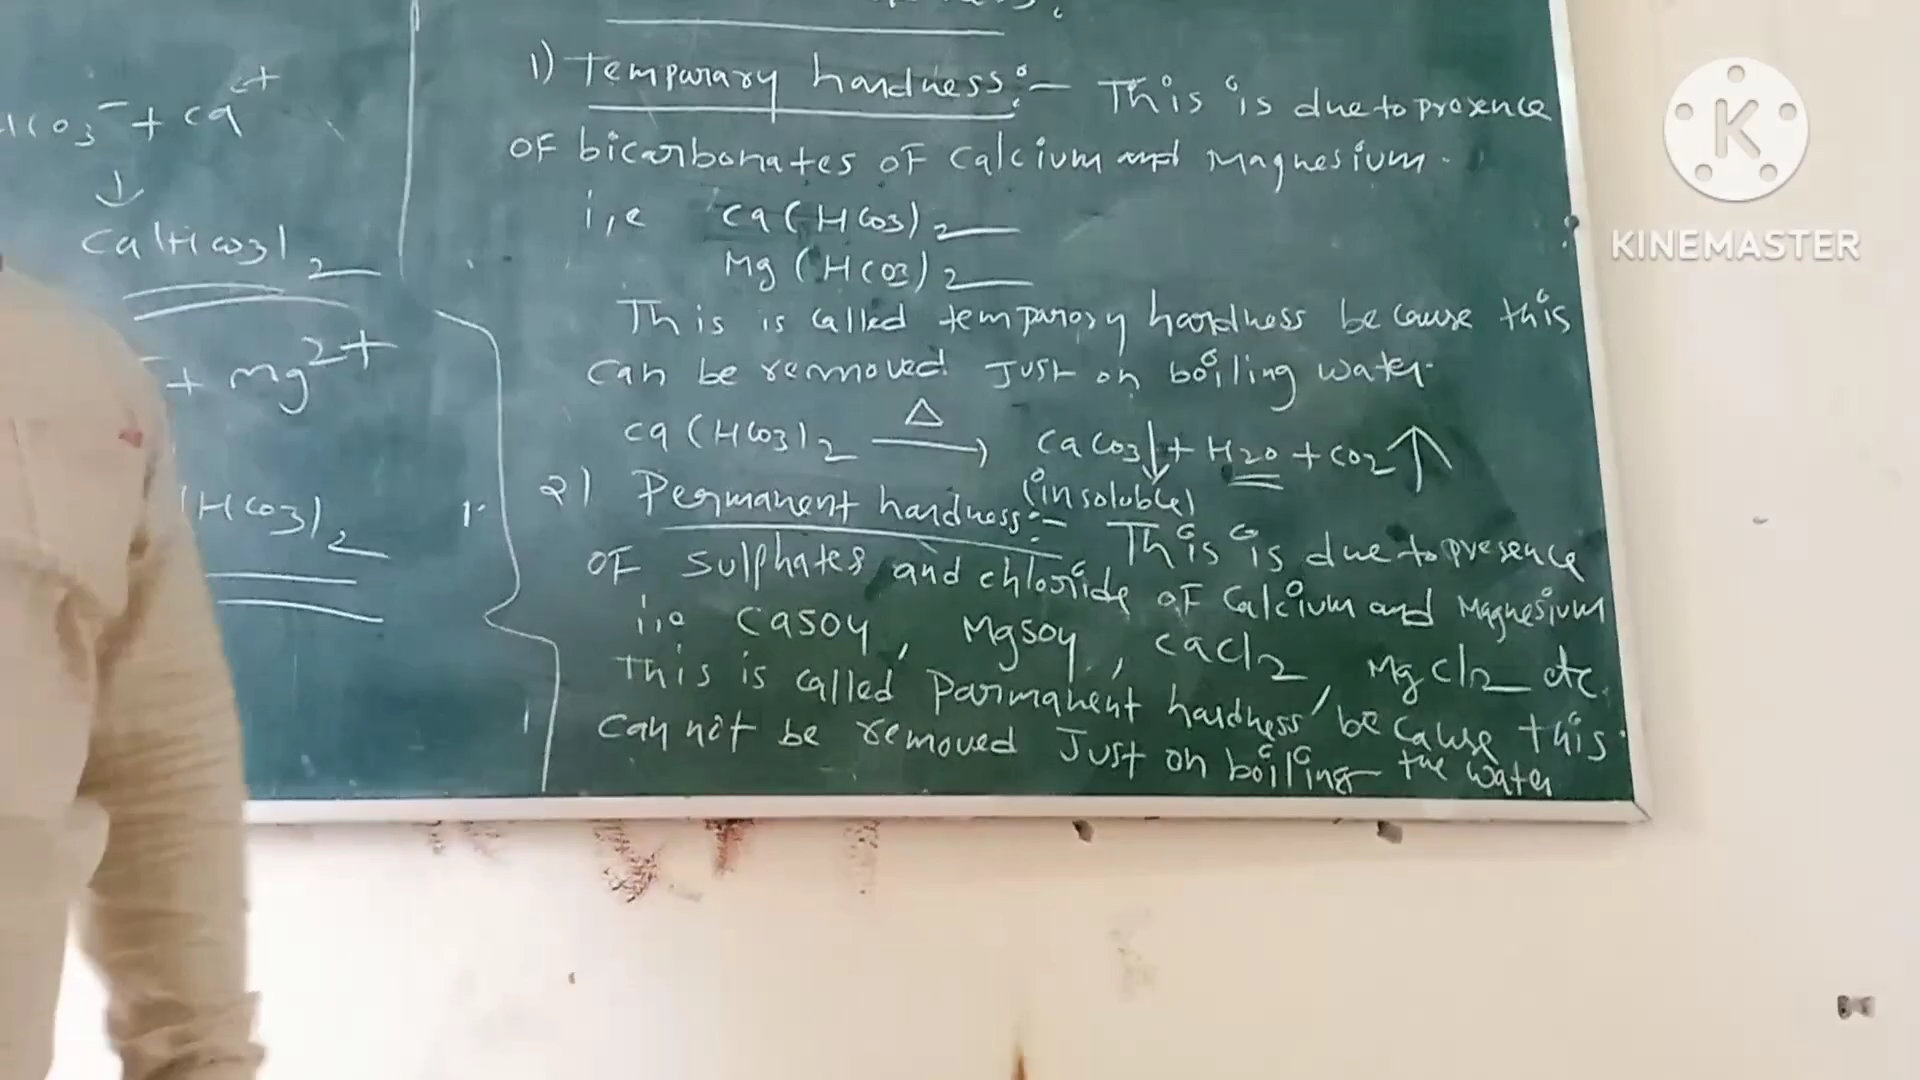 HCO3⁻ + Ca²⁺
↓
Ca(HCO3)2
+ Mg2+
(HCO3)2
1) Temparary hardness:- This is due to presence
OF bicarbonates OF Calcium and Magnesium.
i,e Ca(HCO3)2
Mg(HCO3)2
This is called temparory hardness because this
can be removed Just on boiling water.
Ca(HCO3)2 Δ→ CaCO3↓ + H2O + CO2↑
(insoluble)
2) Permanent hardness:- This is due to presence
OF Sulphates and chloride OF Calcium and Magnesium
i,e CaSO4, MgSO4, CaCl2, MgCl2 etc.
This is called Parmanent hardness because this
can not be removed Just on boiling the water
K
KINEMASTER